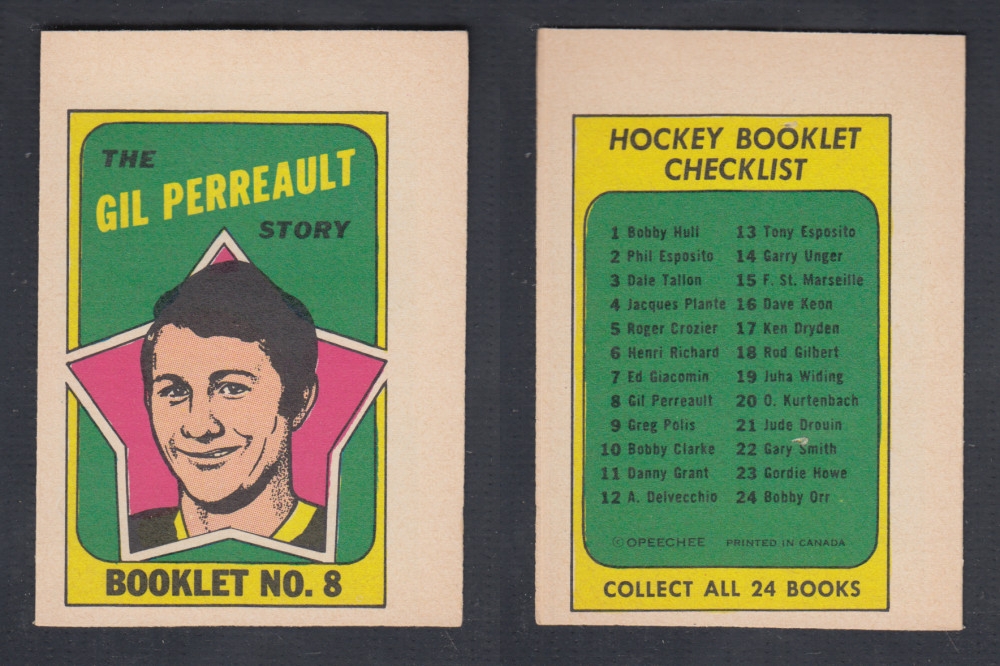 THE
GIL PERREAULT
STORY
BOOKLET NO. 8
HOCKEY BOOKLET
CHECKLIST
1 Bobby Hull
2 Phil Esposito
3 Dale Tallon
4 Jacques Plante
5 Roger Crozier
6 Henri Richard
7 Ed Giacomin
8 Gil Perreault
9 Greg Polis
10 Bobby Clarke
11 Danny Grant
12 A. Delvecchio
13 Tony Esposito
14 Garry Unger
15 F. St. Marseille
16 Dave Keon
17 Ken Dryden
18 Rod Gilbert
19 Juha Widing
20 O. Kurtenbach
21 Jude Drouin
22 Gary Smith
23 Gordie Howe
24 Bobby Orr
©OPEECHEE PRINTED IN CANADA
COLLECT ALL 24 BOOKS